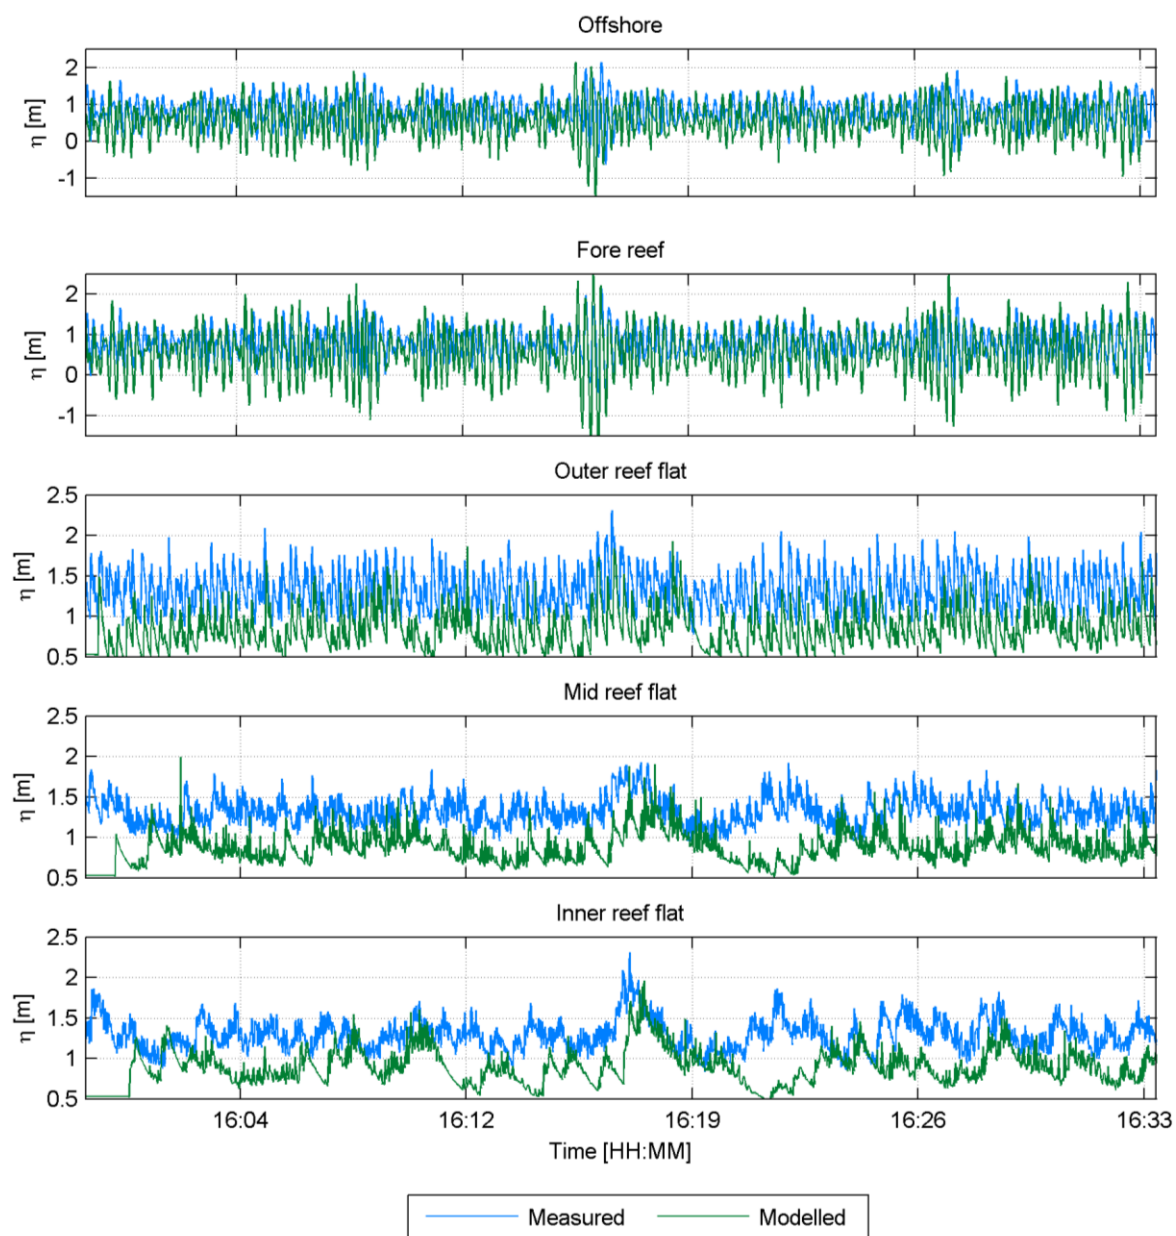 Offshore
2
1
0
-1
η [m]
Fore reef
2
1
0
-1
η [m]
Outer reef flat
2.5
2
1.5
1
0.5
η [m]
Mid reef flat
2.5
2
1.5
1
0.5
η [m]
Inner reef flat
2.5
2
1.5
1
0.5
η [m]
16:04 16:12 16:19 16:26 16:33
Time [HH:MM]
Measured Modelled